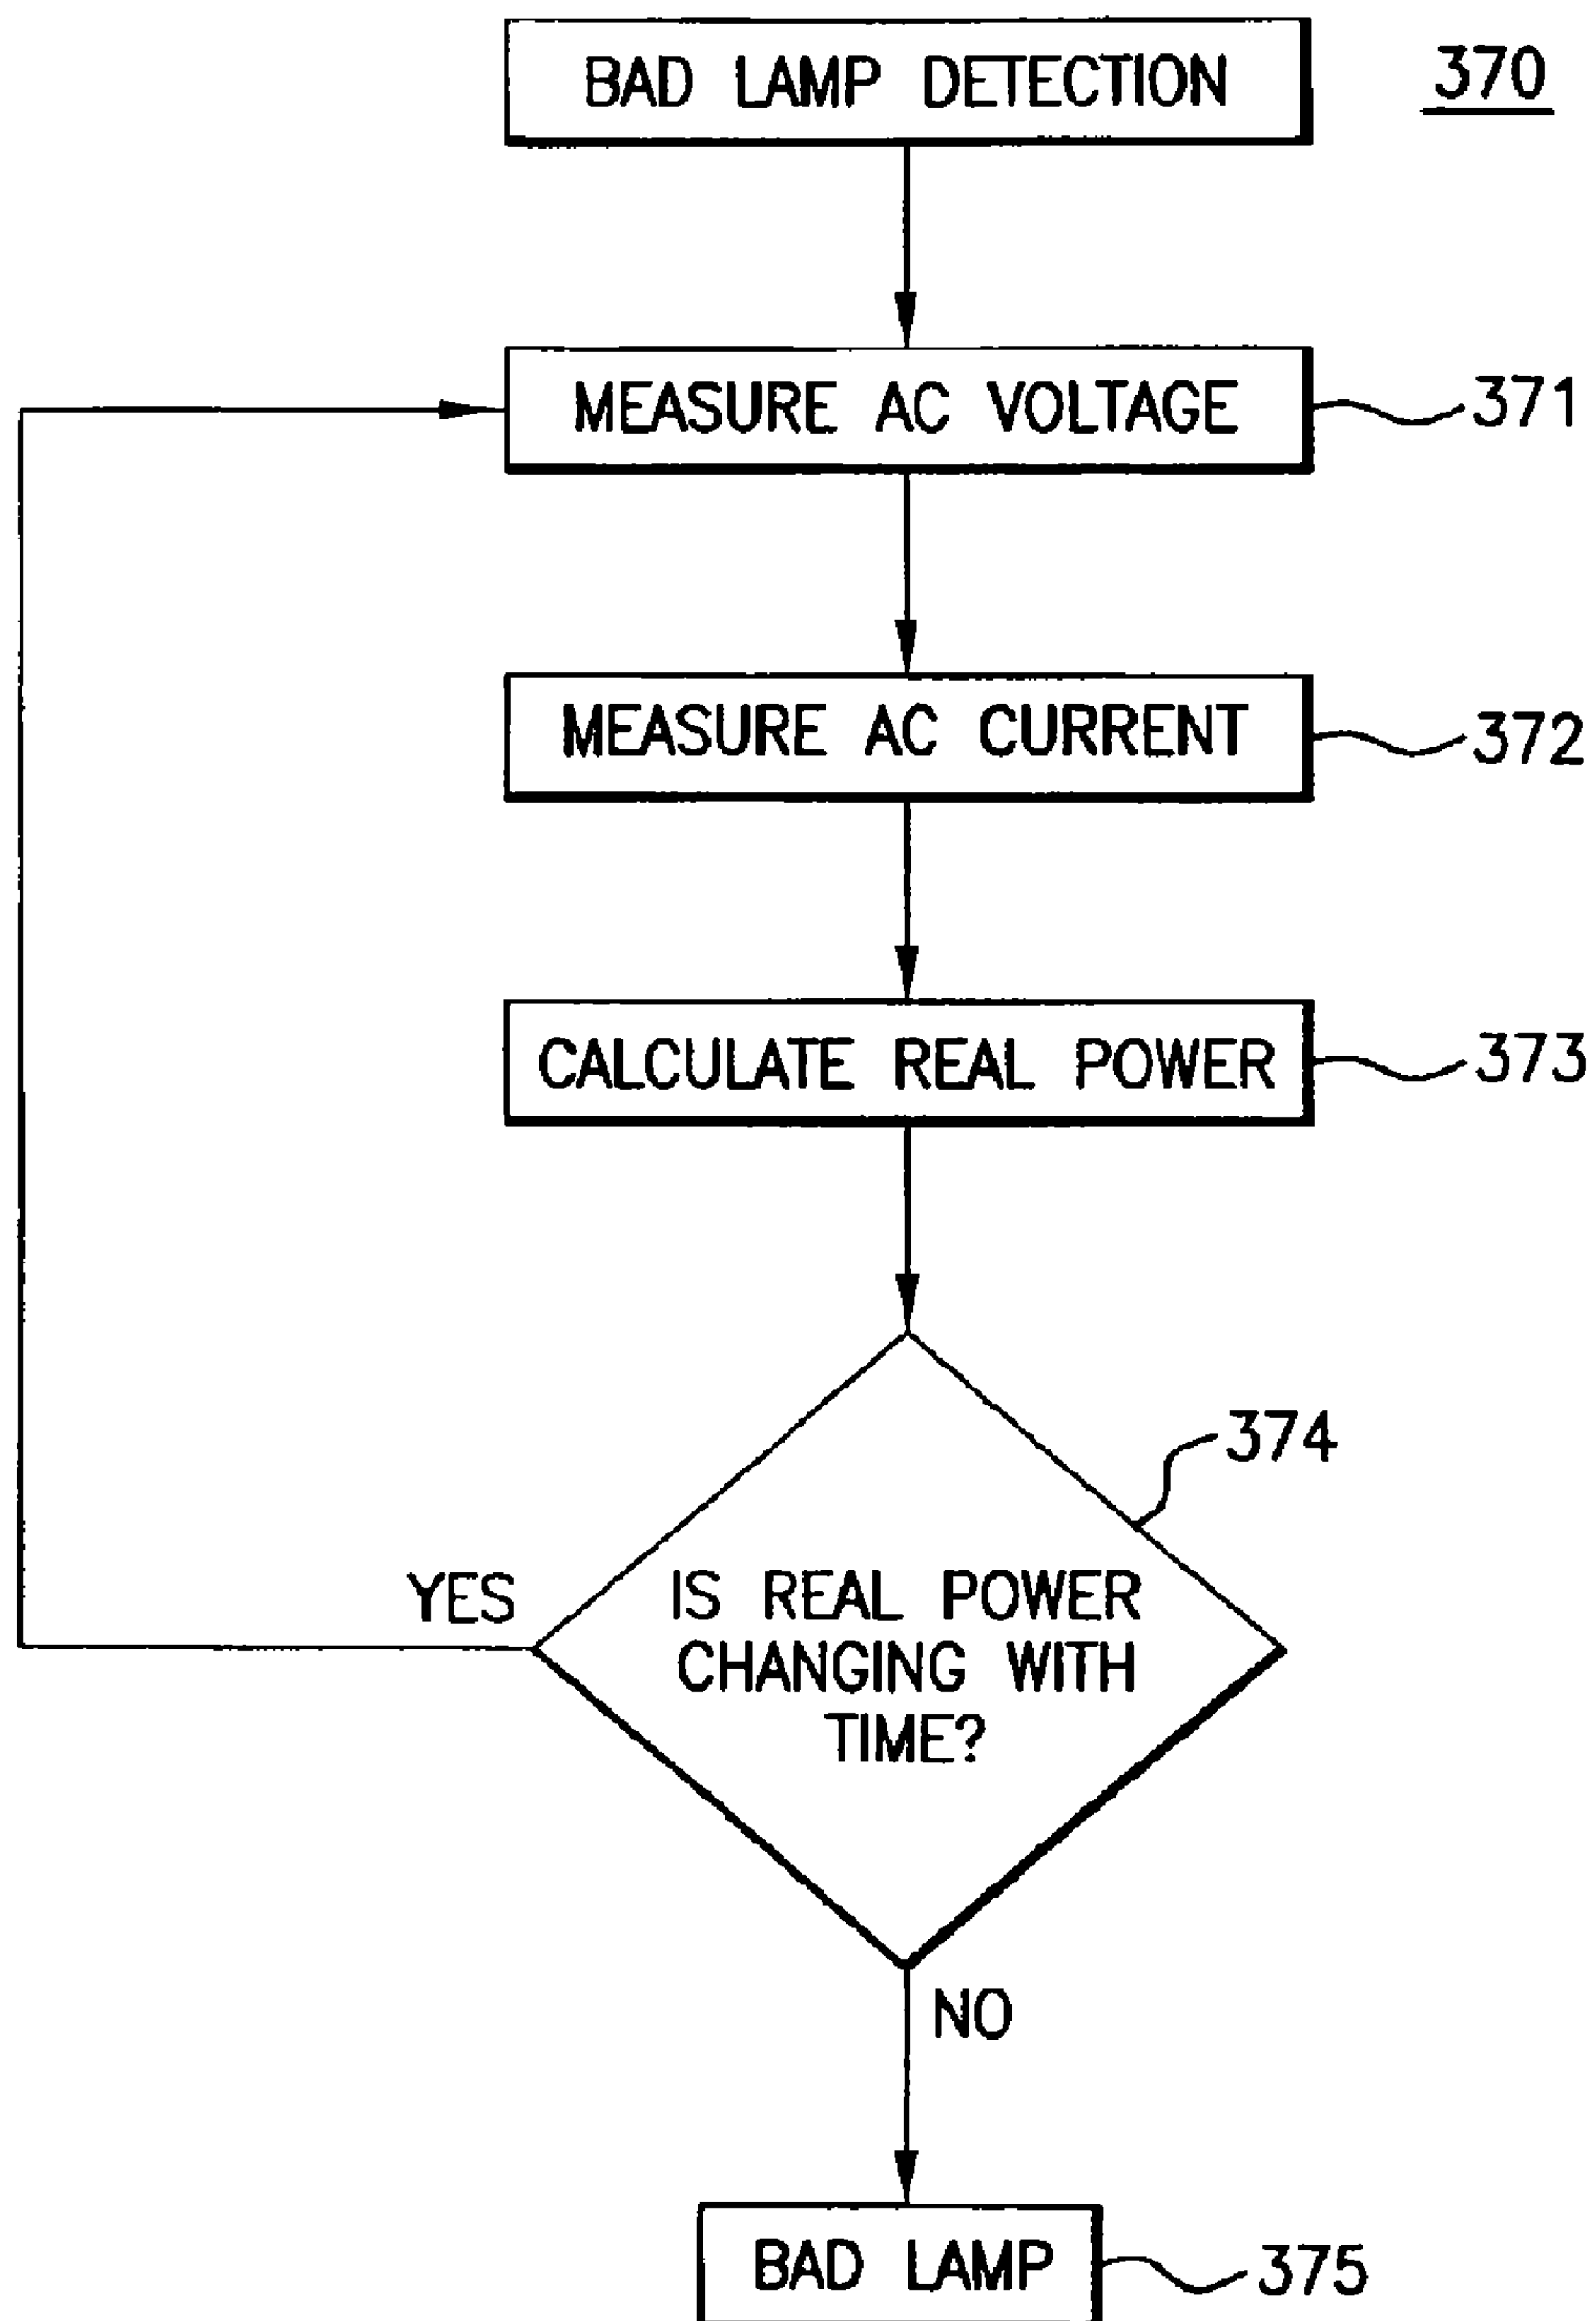 BAD LAMP DETECTION
370
MEASURE AC VOLTAGE
371
MEASURE AC CURRENT
372
CALCULATE REAL POWER
373
374
YES
IS REAL POWER
CHANGING WITH
TIME?
NO
BAD LAMP
375